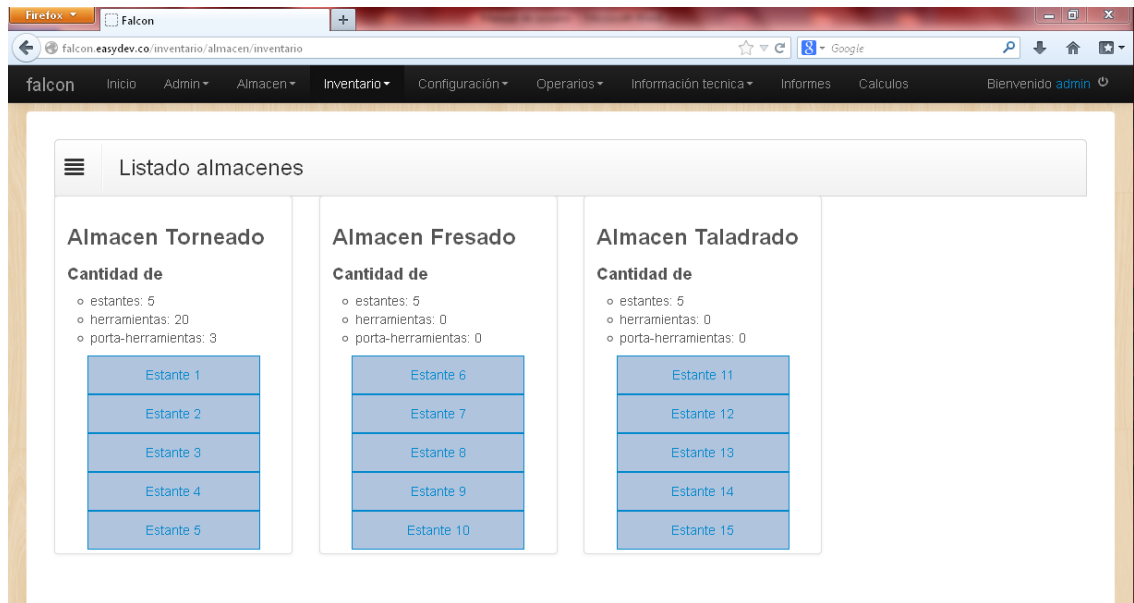 Firefox
Falcon
falcon.easydev.co/inventario/almacen/inventario
Google
falcon Inicio Admin Almacen Inventario Configuración Operarios Información tecnica Informes Calculos Bienvenido admin
Listado almacenes
Almacen Torneado
Cantidad de
estantes: 5
herramientas: 20
porta-herramientas: 3
Estante 1
Estante 2
Estante 3
Estante 4
Estante 5
Almacen Fresado
Cantidad de
estantes: 5
herramientas: 0
porta-herramientas: 0
Estante 6
Estante 7
Estante 8
Estante 9
Estante 10
Almacen Taladrado
Cantidad de
estantes: 5
herramientas: 0
porta-herramientas: 0
Estante 11
Estante 12
Estante 13
Estante 14
Estante 15